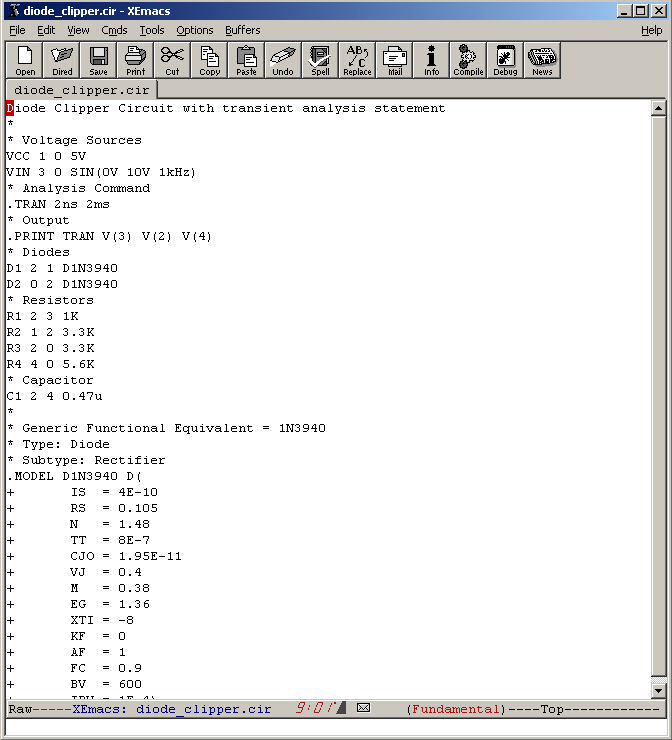 diode_clipper.cir - XEmacs
File Edit View Cmds Tools Options Buffers Help
Open Dired Save Print Cut Copy Paste Undo Spell Replace Mail Info Compile Debug News
diode_clipper.cir
Diode Clipper Circuit with transient analysis statement
*
* Voltage Sources
VCC 1 0 5V
VIN 3 0 SIN(0V 10V 1kHz)
* Analysis Command
.TRAN 2ns 2ms
* Output
.PRINT TRAN V(3) V(2) V(4)
* Diodes
D1 2 1 D1N3940
D2 0 2 D1N3940
* Resistors
R1 2 3 1K
R2 1 2 3.3K
R3 2 0 3.3K
R4 4 0 5.6K
* Capacitor
C1 2 4 0.47u
*
* Generic Functional Equivalent = 1N3940
* Type: Diode
* Subtype: Rectifier
.MODEL D1N3940 D(
+ IS = 4E-10
+ RS = 0.105
+ N = 1.48
+ TT = 8E-7
+ CJO = 1.95E-11
+ VJ = 0.4
+ M = 0.38
+ EG = 1.36
+ XTI = -8
+ KF = 0
+ AF = 1
+ FC = 0.9
+ BV = 600
Raw-----XEmacs: diode_clipper.cir 9:01 (Fundamental)----Top------------